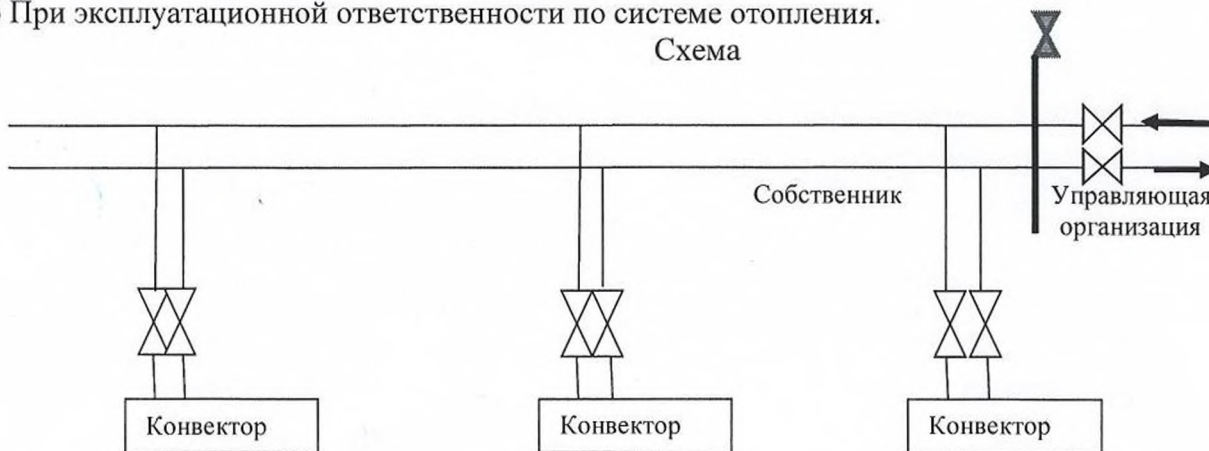 При эксплуатационной ответственности по системе отопления.
Схема
Собственник
Управляющая
организация
Конвектор
Конвектор
Конвектор